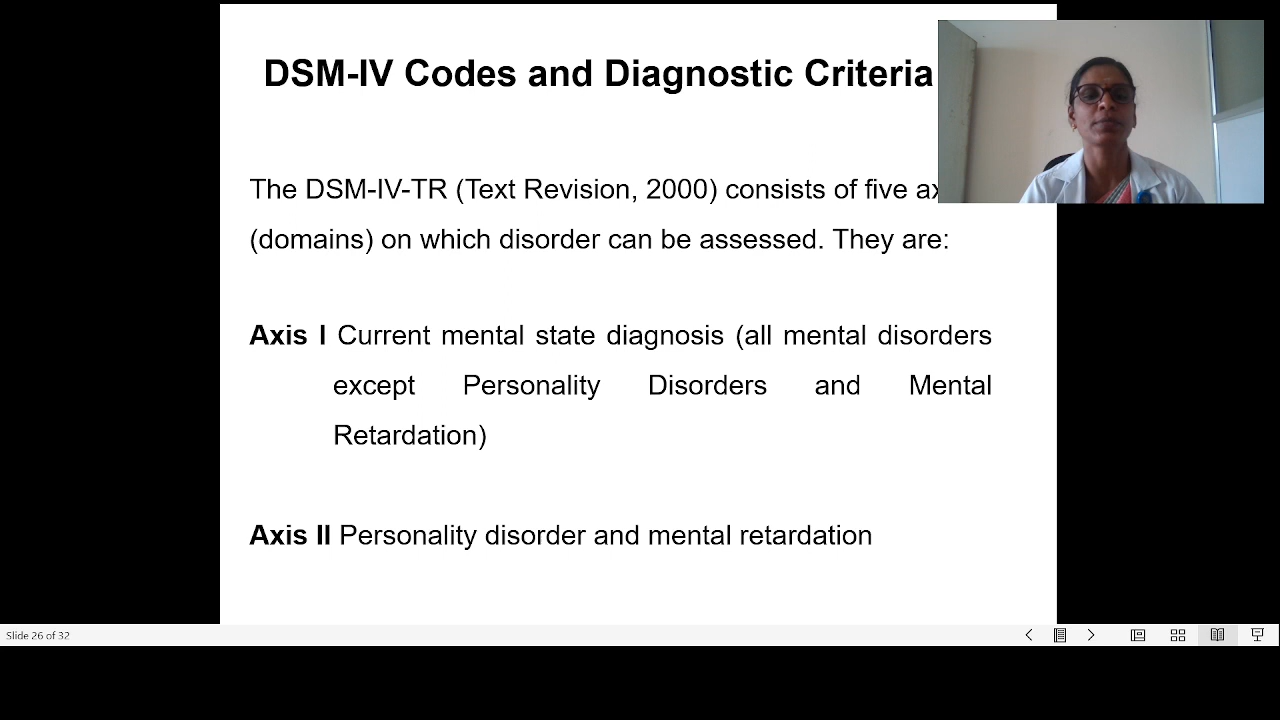 DSM-IV Codes and Diagnostic Criteria
The DSM-IV-TR (Text Revision, 2000) consists of five
(domains) on which disorder can be assessed. They are:
Axis I Current mental state diagnosis (all mental disorders
except Personality Disorders and Mental
Retardation)
Axis II Personality disorder and mental retardation
Slide 26 of 32